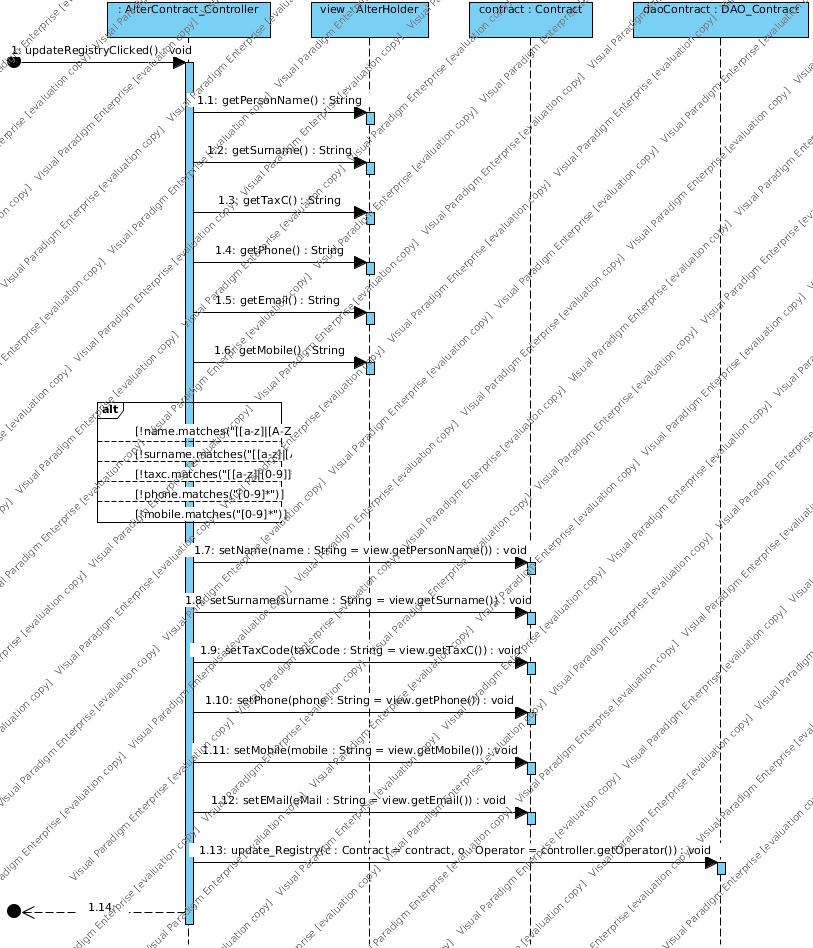 : AlterContract_Controller
view : AlterHolder
contract : Contract
daoContract : DAO_Contract
1: updateRegistryClicked() : void
1.1: getPersonName() : String
1.2: getSurname() : String
1.3: getTaxC() : String
1.4: getPhone() : String
1.5: getEmail() : String
1.6: getMobile() : String
alt
[!name.matches("[[a-z]|[A-Z
[!surname.matches("[[a-z]|[
[!taxc.matches("[[a-z]|[0-9]]
[!phone.matches("[0-9]*")]
[!mobile.matches("[0-9]*")]
1.7: setName(name : String = view.getPersonName()) : void
1.8: setSurname(surname : String = view.getSurname()) : void
1.9: setTaxCode(taxCode : String = view.getTaxC()) : void
1.10: setPhone(phone : String = view.getPhone()) : void
1.11: setMobile(mobile : String = view.getMobile()) : void
1.12: setEMail(eMail : String = view.getEmail()) : void
1.13: update_Registry(c : Contract = contract, o : Operator = controller.getOperator()) : void
1.14:
Visual Paradigm Enterprise [evaluation copy]